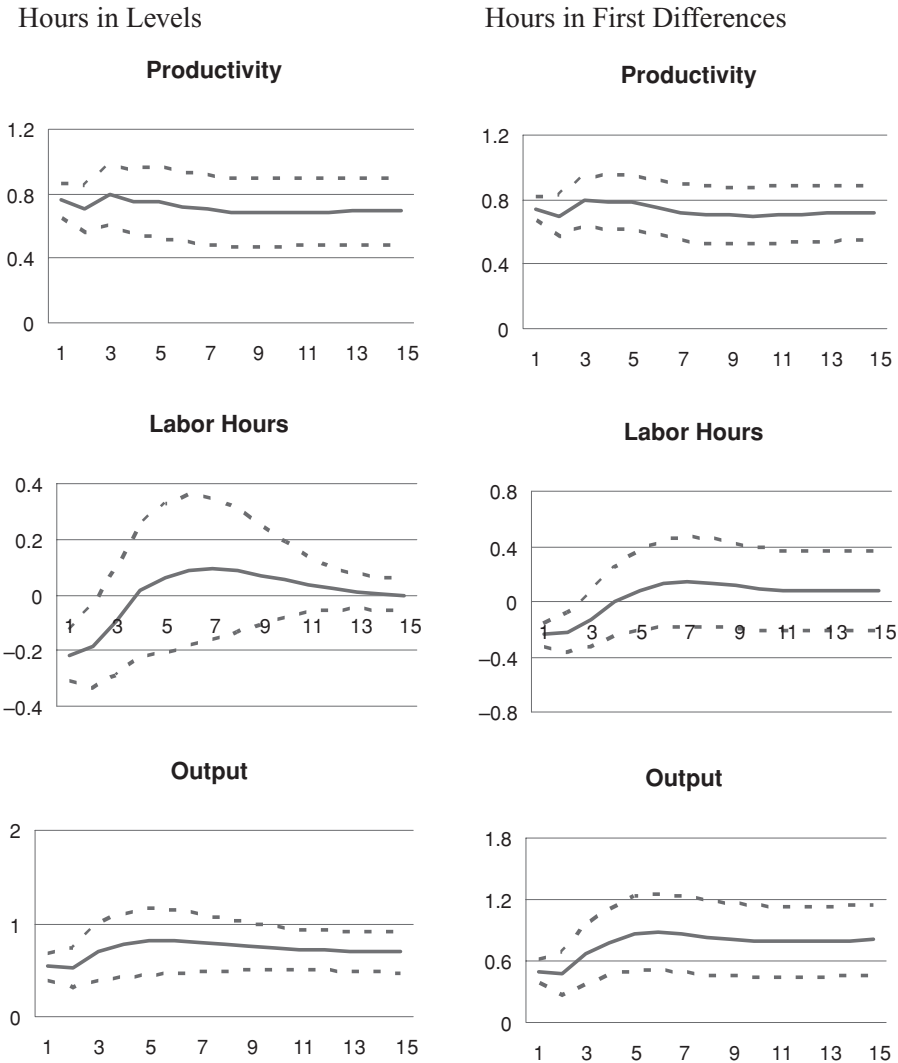 Hours in Levels
Hours in First Differences
Productivity
1.2
0.8
0.4
0
1 3 5 7 9 11 13 15
Productivity
1.2
0.8
0.4
0
1 3 5 7 9 11 13 15
Labor Hours
0.4
0.2
0
–0.2
–0.4
1 3 5 7 9 11 13 15
Labor Hours
0.8
0.4
0
–0.4
–0.8
1 3 5 7 9 11 13 15
Output
2
1
0
1 3 5 7 9 11 13 15
Output
1.8
1.2
0.6
0
1 3 5 7 9 11 13 15